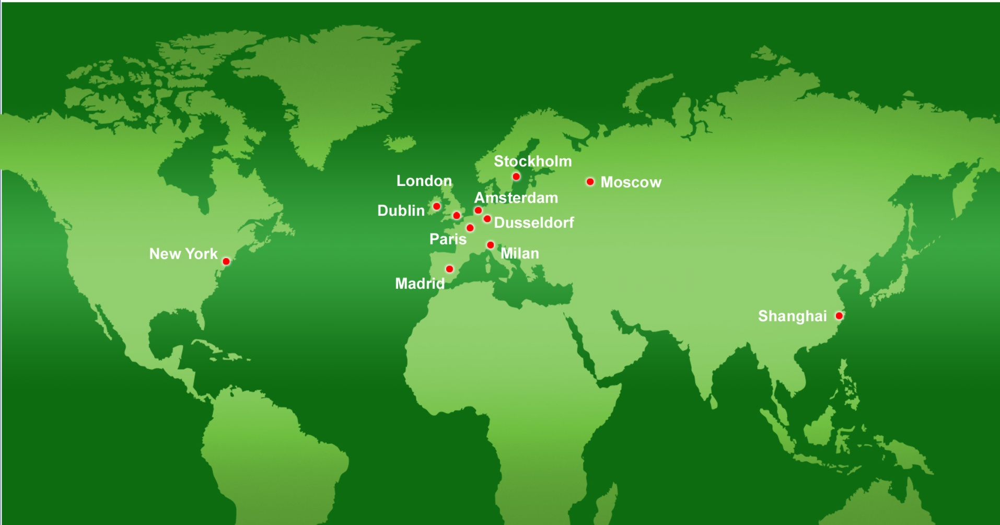 Stockholm
London
Moscow
Amsterdam
Dublin
Dusseldorf
Paris
New York
Milan
Madrid
Shanghai